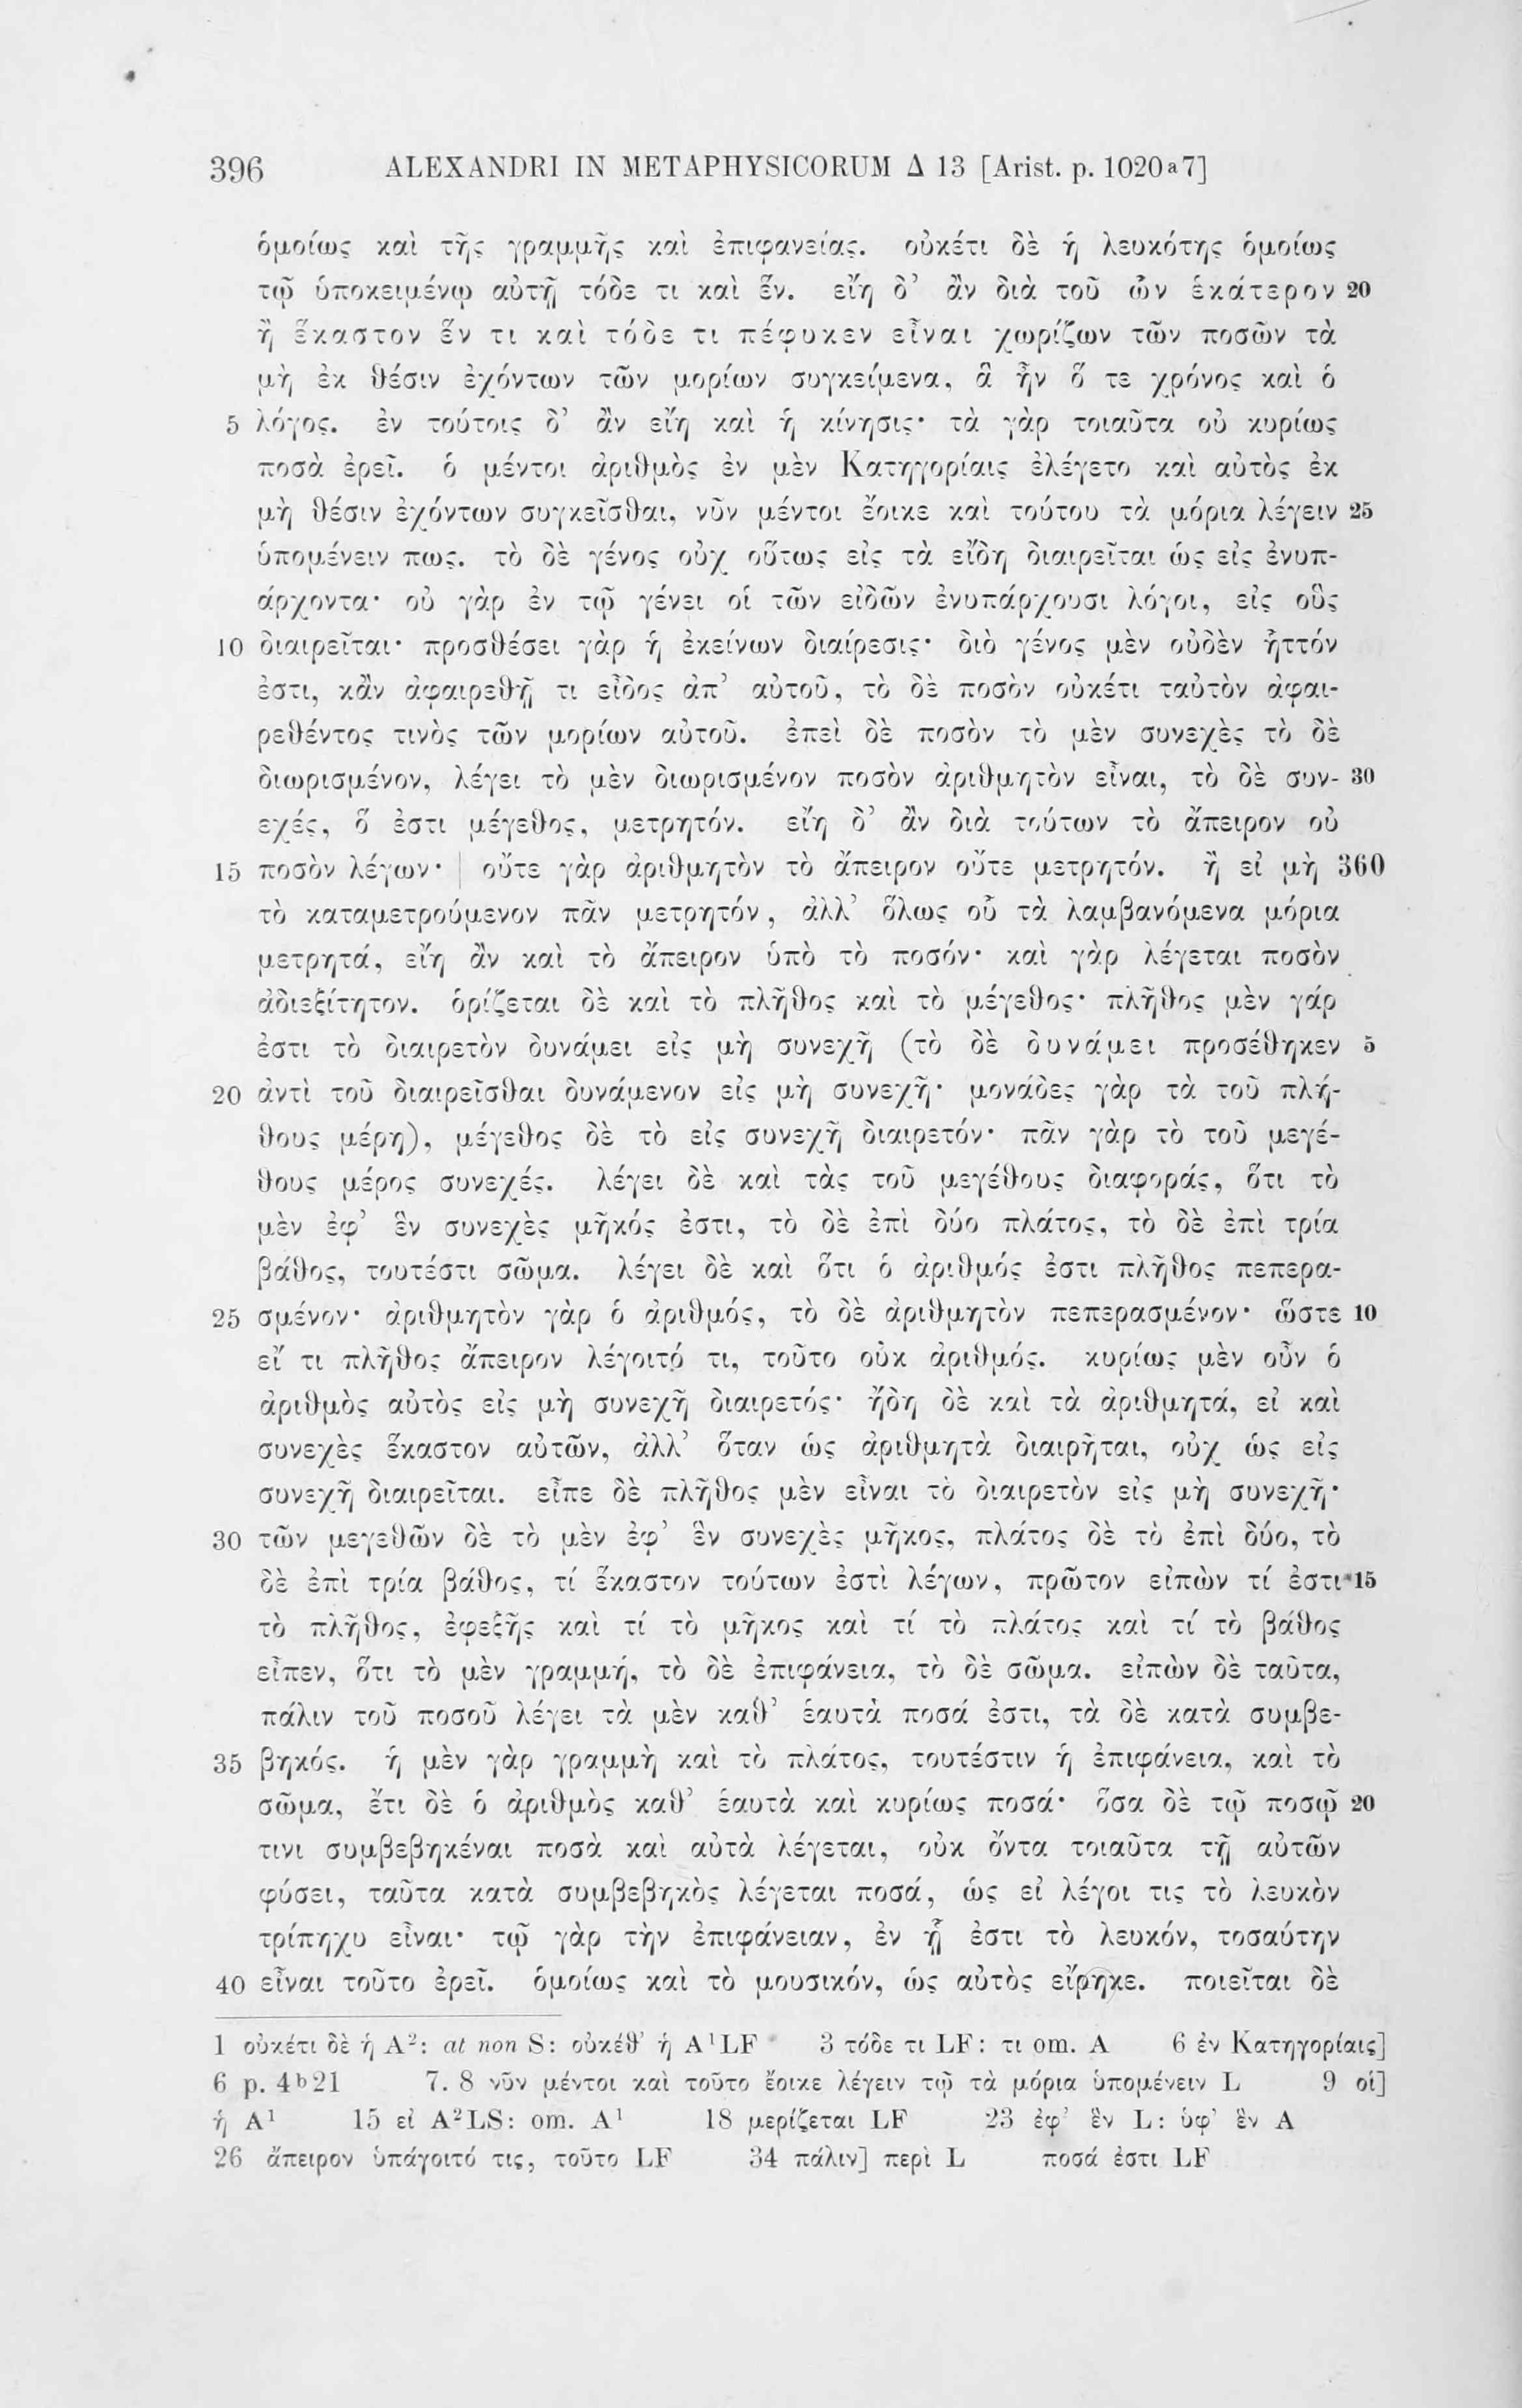 396 ALEXANDRI IN METAPHYSICORUM Δ 13 [Arist. p. 1020a7]
ὁμοίως καὶ τῆς γραμμῆς καὶ ἐπιφανείας. οὐκέτι δὲ ἡ λευκότης ὁμοίως
τῷ ὑποκειμένῳ αὐτῇ τόδε τι καὶ ἕν. εἴη δ' ἂν διὰ τοῦ ὧν ἑκάτερον 20
ἢ ἕκαστον ἕν τι καὶ τόδε τι πέφυκεν εἶναι χωρίζων τῶν ποσῶν τὰ
μὴ ἐκ θέσιν ἐχόντων τῶν μορίων συγκείμενα, ἃ ἦν ὅ τε χρόνος καὶ ὁ
5 λόγος. ἐν τούτοις δ' ἂν εἴη καὶ ἡ κίνησις· τὰ γὰρ τοιαῦτα οὐ κυρίως
ποσὰ ἐρεῖ. ὁ μέντοι ἀριθμὸς ἐν μὲν Κατηγορίαις ἐλέγετο καὶ αὐτὸς ἐκ
μὴ θέσιν ἐχόντων συγκεῖσθαι, νῦν μέντοι ἔοικε καὶ τούτου τὰ μόρια λέγειν 25
ὑπομένειν πως. τὸ δὲ γένος οὐχ οὕτως εἰς τὰ εἴδη διαιρεῖται ὡς εἰς ἐνυπ-
άρχοντα· οὐ γὰρ ἐν τῷ γένει οἱ τῶν εἰδῶν ἐνυπάρχουσι λόγοι, εἰς οὓς
10 διαιρεῖται· προσθέσει γὰρ ἡ ἐκείνων διαίρεσις· διὸ γένος μὲν οὐδὲν ἧττόν
ἐστι, κἂν ἀφαιρεθῇ τι εἶδος ἀπ' αὐτοῦ, τὸ δὲ ποσὸν οὐκέτι ταὐτὸν ἀφαι-
ρεθέντος τινὸς τῶν μορίων αὐτοῦ. ἐπεὶ δὲ ποσὸν τὸ μὲν συνεχὲς τὸ δὲ
διωρισμένον, λέγει τὸ μὲν διωρισμένον ποσὸν ἀριθμητὸν εἶναι, τὸ δὲ συν- 30
εχές, ὅ ἐστι μέγεθος, μετρητόν. εἴη δ' ἂν διὰ τούτων τὸ ἄπειρον οὐ
15 ποσὸν λέγων· | οὔτε γὰρ ἀριθμητὸν τὸ ἄπειρον οὔτε μετρητόν. ἢ εἰ μὴ 360
τὸ καταμετρούμενον πᾶν μετρητόν, ἀλλ' ὅλως οὗ τὰ λαμβανόμενα μόρια
μετρητά, εἴη ἂν καὶ τὸ ἄπειρον ὑπὸ τὸ ποσόν· καὶ γὰρ λέγεται ποσὸν
ἀδιεξίτητον. ὁρίζεται δὲ καὶ τὸ πλῆθος καὶ τὸ μέγεθος· πλῆθος μὲν γάρ
ἐστι τὸ διαιρετὸν δυνάμει εἰς μὴ συνεχῆ (τὸ δὲ δυνάμει προσέθηκεν 5
20 ἀντὶ τοῦ διαιρεῖσθαι δυνάμενον εἰς μὴ συνεχῆ· μονάδες γὰρ τὰ τοῦ πλή-
θους μέρη), μέγεθος δὲ τὸ εἰς συνεχῆ διαιρετόν· πᾶν γὰρ τὸ τοῦ μεγέ-
θους μέρος συνεχές. λέγει δὲ καὶ τὰς τοῦ μεγέθους διαφοράς, ὅτι τὸ
μὲν ἐφ' ἓν συνεχὲς μῆκός ἐστι, τὸ δὲ ἐπὶ δύο πλάτος, τὸ δὲ ἐπὶ τρία
βάθος, τουτέστι σῶμα. λέγει δὲ καὶ ὅτι ὁ ἀριθμός ἐστι πλῆθος πεπερα-
25 σμένον· ἀριθμητὸν γὰρ ὁ ἀριθμός, τὸ δὲ ἀριθμητὸν πεπερασμένον· ὥστε 10
εἴ τι πλῆθος ἄπειρον λέγοιτό τι, τοῦτο οὐκ ἀριθμός. κυρίως μὲν οὖν ὁ
ἀριθμὸς αὐτὸς εἰς μὴ συνεχῆ διαιρετός· ἤδη δὲ καὶ τὰ ἀριθμητά, εἰ καὶ
συνεχὲς ἕκαστον αὐτῶν, ἀλλ' ὅταν ὡς ἀριθμητὰ διαιρῆται, οὐχ ὡς εἰς
συνεχῆ διαιρεῖται. εἶπε δὲ πλῆθος μὲν εἶναι τὸ διαιρετὸν εἰς μὴ συνεχῆ·
30 τῶν μεγεθῶν δὲ τὸ μὲν ἐφ' ἓν συνεχὲς μῆκος, πλάτος δὲ τὸ ἐπὶ δύο, τὸ
δὲ ἐπὶ τρία βάθος, τί ἕκαστον τούτων ἐστὶ λέγων, πρῶτον εἰπὼν τί ἐστι 15
τὸ πλῆθος, ἐφεξῆς καὶ τί τὸ μῆκος καὶ τί τὸ πλάτος καὶ τί τὸ βάθος
εἶπεν, ὅτι τὸ μὲν γραμμή, τὸ δὲ ἐπιφάνεια, τὸ δὲ σῶμα. εἰπὼν δὲ ταῦτα,
πάλιν τοῦ ποσοῦ λέγει τὰ μὲν καθ' ἑαυτὰ ποσά ἐστι, τὰ δὲ κατὰ συμβε-
35 βηκός. ἡ μὲν γὰρ γραμμὴ καὶ τὸ πλάτος, τουτέστιν ἡ ἐπιφάνεια, καὶ τὸ
σῶμα, ἔτι δὲ ὁ ἀριθμὸς καθ' ἑαυτὰ καὶ κυρίως ποσά· ὅσα δὲ τῷ ποσῷ 20
τινι συμβεβηκέναι ποσὰ καὶ αὐτὰ λέγεται, οὐκ ὄντα τοιαῦτα τῇ αὐτῶν
φύσει, ταῦτα κατὰ συμβεβηκὸς λέγεται ποσά, ὡς εἰ λέγοι τις τὸ λευκὸν
τρίπηχυ εἶναι· τῷ γὰρ τὴν ἐπιφάνειαν, ἐν ᾗ ἐστι τὸ λευκόν, τοσαύτην
40 εἶναι τοῦτο ἐρεῖ. ὁμοίως καὶ τὸ μουσικόν, ὡς αὐτὸς εἴρηκε. ποιεῖται δὲ
1 οὐκέτι δὲ ἡ A²: at non S: οὐκέθ' ἡ A¹LF 3 τόδε τι LF: τι om. A 6 ἐν Κατηγορίαις]
6 p. 4b21 7. 8 νῦν μέντοι καὶ τοῦτο ἔοικε λέγειν τῷ τὰ μόρια ὑπομένειν L 9 οἱ]
ἡ A¹ 15 εἰ A²LS: om. A¹ 18 μερίζεται LF 23 ἐφ' ἓν L: ὑφ' ἓν A
26 ἄπειρον ὑπάγοιτό τις, τοῦτο LF 34 πάλιν] περὶ L ποσά ἐστι LF